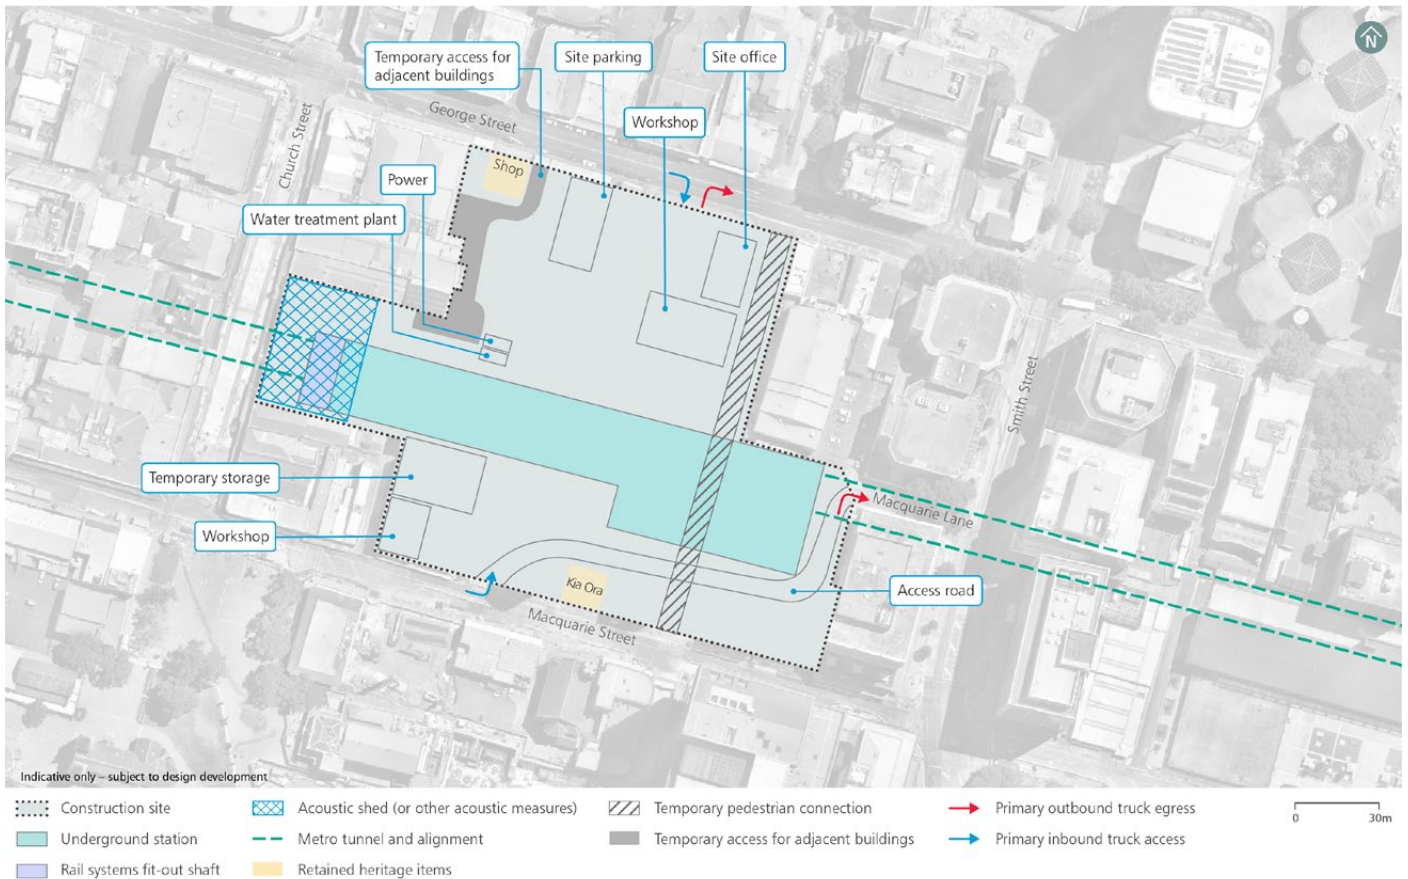 N
Temporary access for
adjacent buildings
Site parking
Site office
George Street
Workshop
Church Street
Shop
Power
Water treatment plant
Smith Street
Temporary storage
Macquarie Lane
Workshop
Kia Ora
Access road
Macquarie Street
Indicative only – subject to design development
Construction site
Acoustic shed (or other acoustic measures)
Temporary pedestrian connection
Primary outbound truck egress
0 30m
Underground station
Metro tunnel and alignment
Temporary access for adjacent buildings
Primary inbound truck access
Rail systems fit-out shaft
Retained heritage items